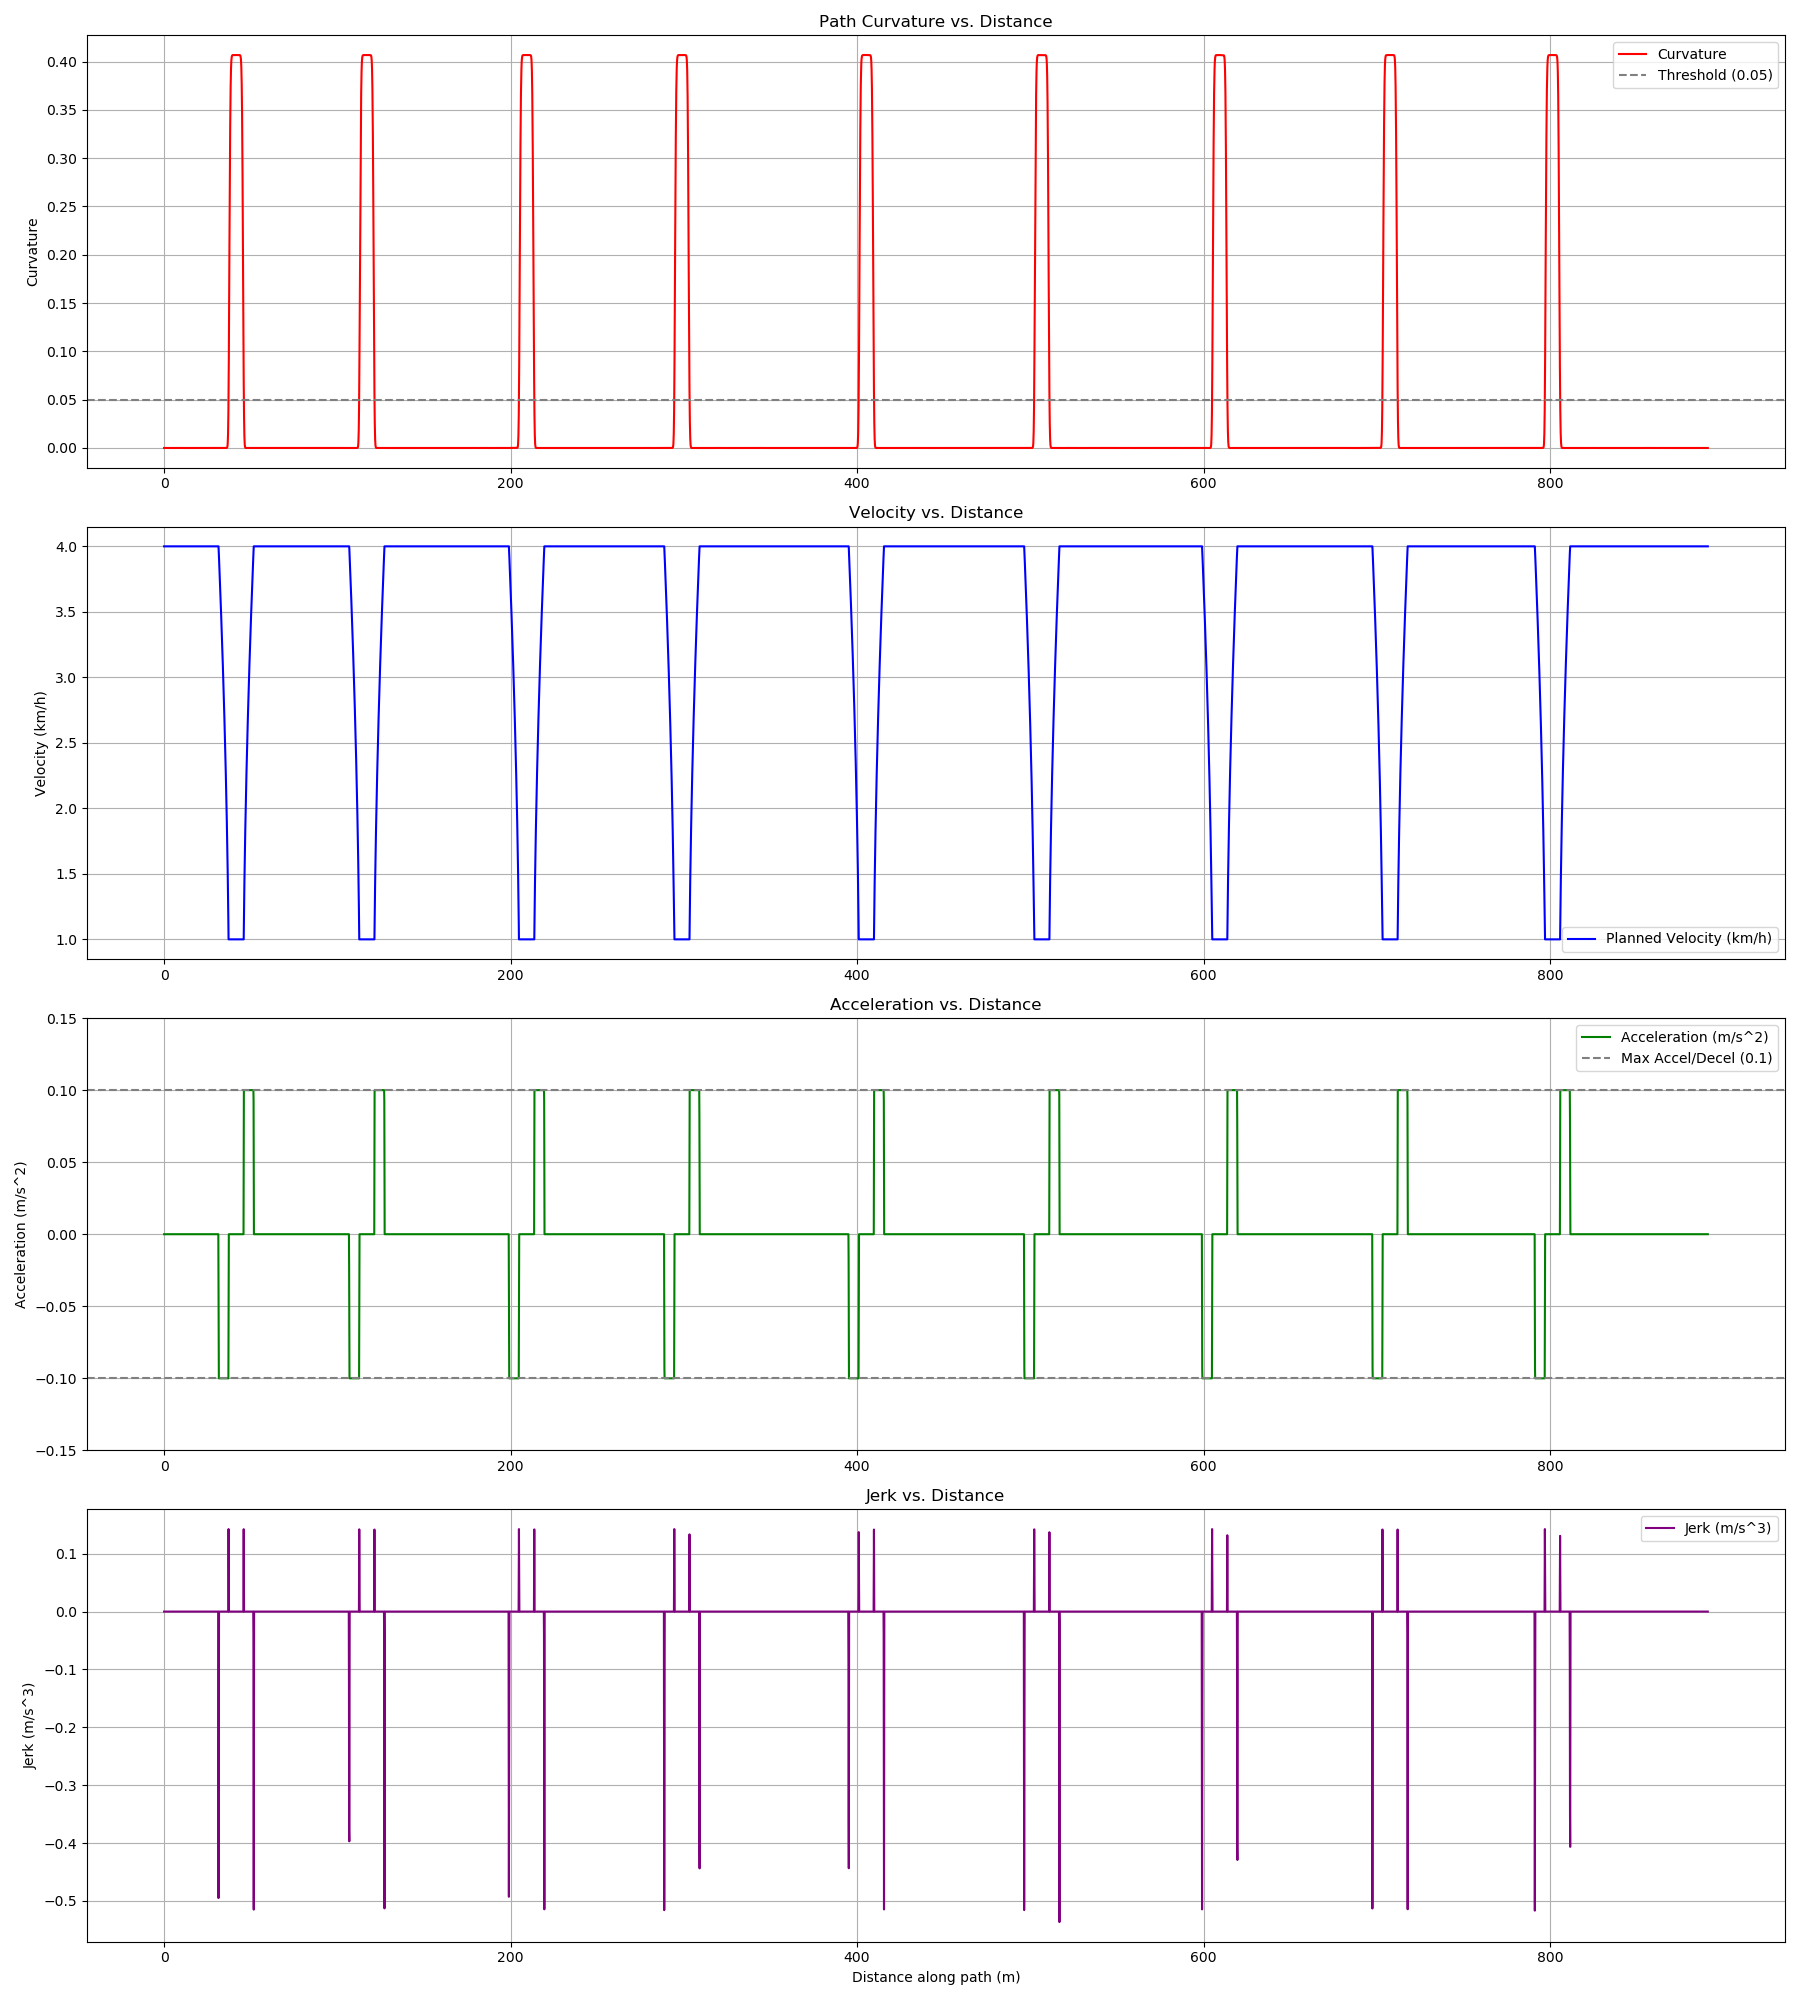 Path Curvature vs. Distance
Curvature
0.40
0.35
0.30
0.25
0.20
0.15
0.10
0.05
0.00
Curvature
Threshold (0.05)
0 200 400 600 800
Velocity vs. Distance
Velocity (km/h)
4.0
3.5
3.0
2.5
2.0
1.5
1.0
Planned Velocity (km/h)
0 200 400 600 800
Acceleration vs. Distance
Acceleration (m/s^2)
0.15
0.10
0.05
0.00
−0.05
−0.10
−0.15
Acceleration (m/s^2)
Max Accel/Decel (0.1)
0 200 400 600 800
Jerk vs. Distance
Jerk (m/s^3)
0.1
0.0
−0.1
−0.2
−0.3
−0.4
−0.5
Jerk (m/s^3)
0 200 400 600 800
Distance along path (m)